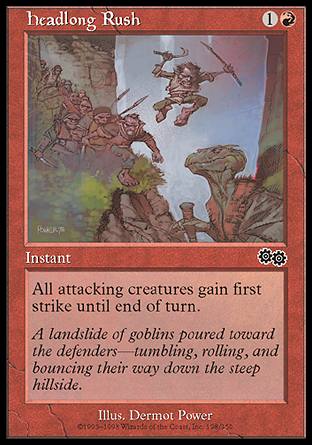 Headlong Rush
1
POWER 98
Instant
All attacking creatures gain first
strike until end of turn.
A landslide of goblins poured toward
the defenders—tumbling, rolling, and
bouncing their way down the steep
hillside.
Illus. Dermot Power
©1993–1998 Wizards of the Coast, Inc. 198/350